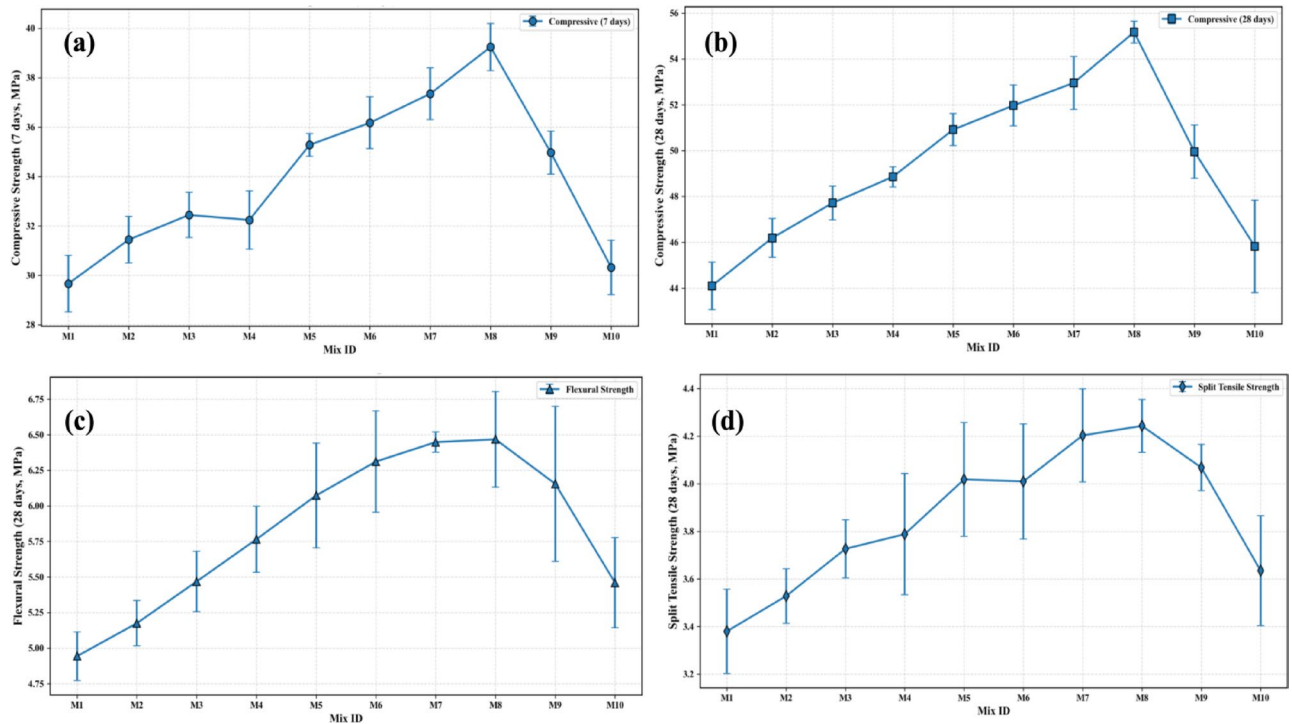 (a)
Compressive (7 days)
Compressive Strength (7 days, MPa)
40
38
36
34
32
30
28
M1 M2 M3 M4 M5 M6 M7 M8 M9 M10
Mix ID
(b)
Compressive (28 days)
Compressive Strength (28 days, MPa)
56
54
52
50
48
46
44
M1 M2 M3 M4 M5 M6 M7 M8 M9 M10
Mix ID
(c)
Flexural Strength
Flexural Strength (28 days, MPa)
6.75
6.50
6.25
6.00
5.75
5.50
5.25
5.00
4.75
M1 M2 M3 M4 M5 M6 M7 M8 M9 M10
Mix ID
(d)
Split Tensile Strength
Split Tensile Strength (28 days, MPa)
4.4
4.2
4.0
3.8
3.6
3.4
3.2
M1 M2 M3 M4 M5 M6 M7 M8 M9 M10
Mix ID